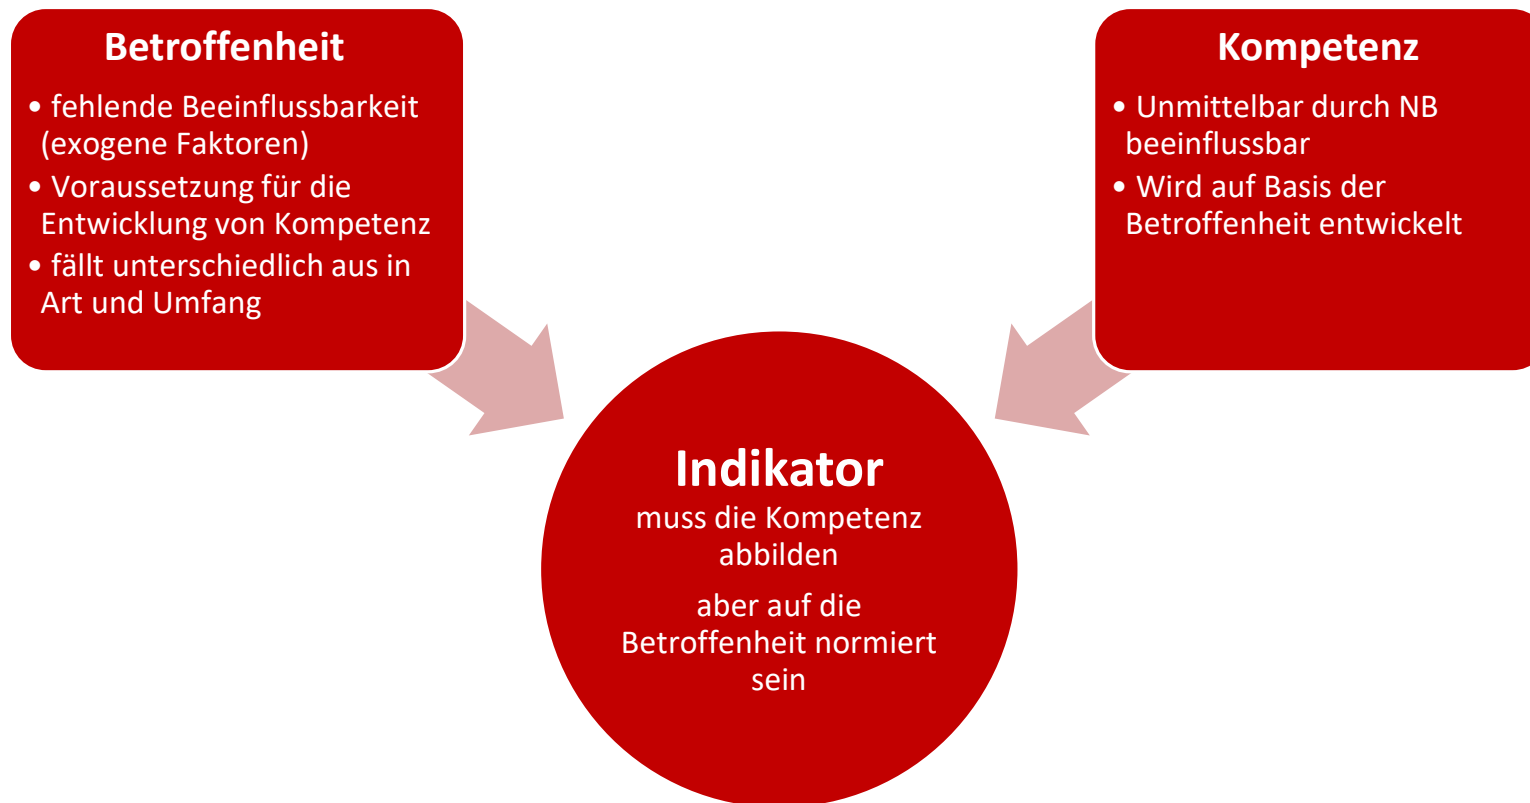 Betroffenheit
• fehlende Beeinflussbarkeit
(exogene Faktoren)
• Voraussetzung für die
Entwicklung von Kompetenz
• fällt unterschiedlich aus in
Art und Umfang
Kompetenz
• Unmittelbar durch NB
beeinflussbar
• Wird auf Basis der
Betroffenheit entwickelt
Indikator
muss die Kompetenz
abbilden
aber auf die
Betroffenheit normiert
sein